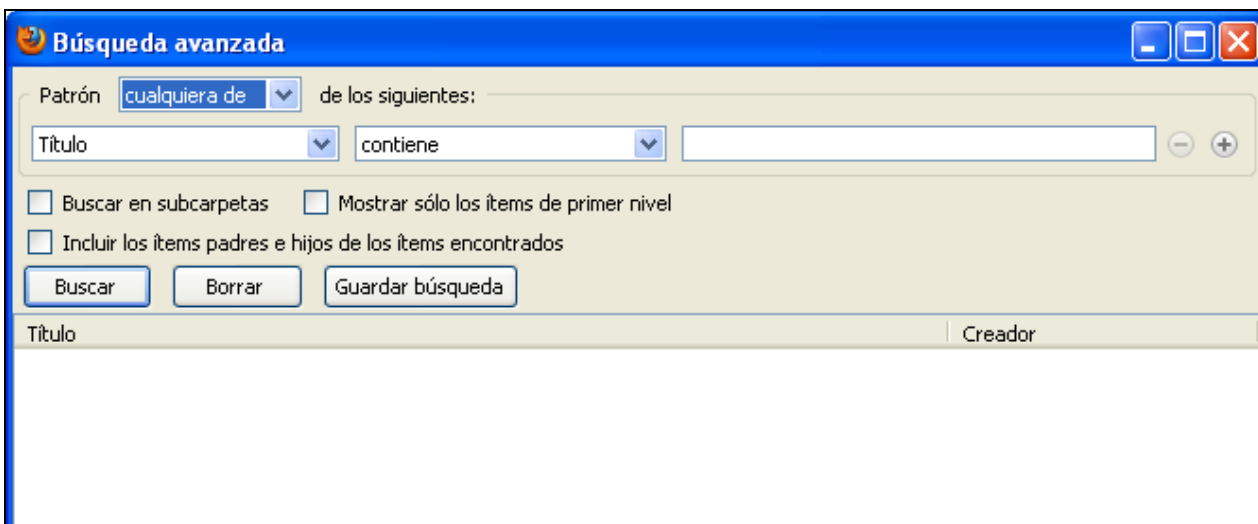 Búsqueda avanzada
Patrón cualquiera de de los siguientes:
Título contiene
Buscar en subcarpetas Mostrar sólo los ítems de primer nivel
Incluir los ítems padres e hijos de los ítems encontrados
Buscar Borrar Guardar búsqueda
Título Creador